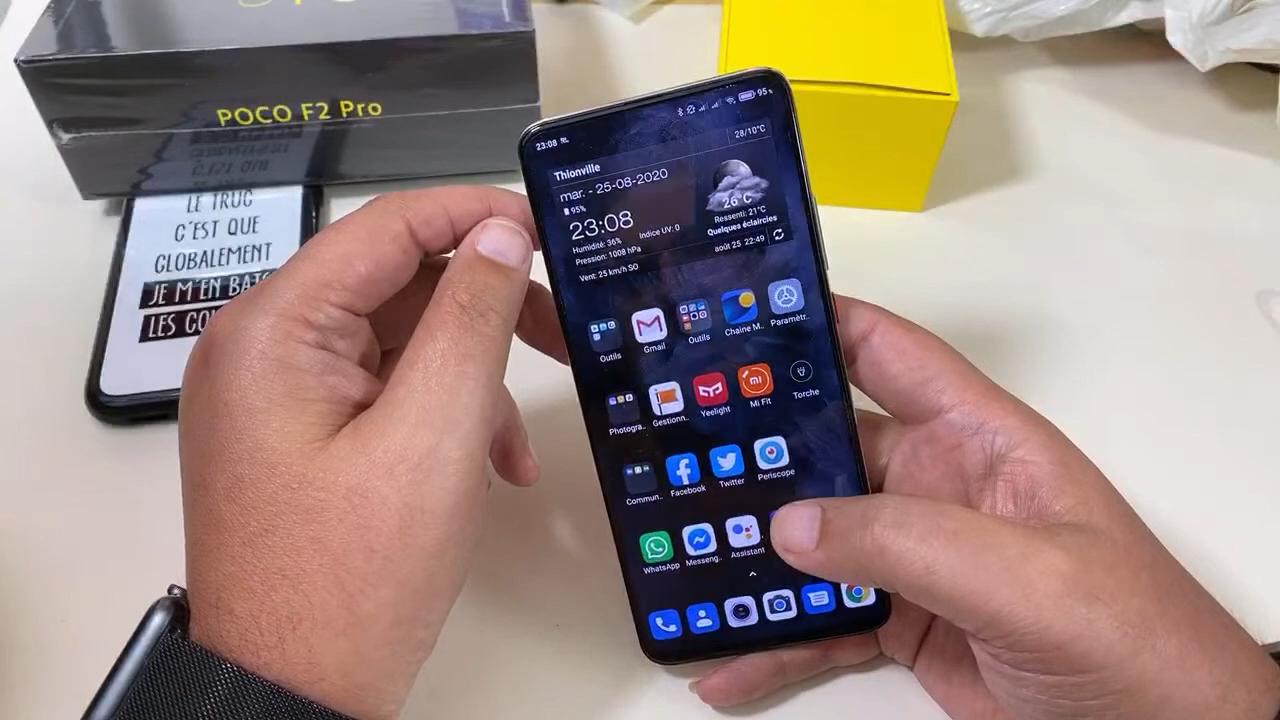 POCO F2 Pro
LE TRUC
C'EST QUE
GLOBALEMENT
JE M'EN BATS
LES
23:08
95%
Thionville
28/10°C
mar. - 25-08-2020
95%
23:08
26°C
Ressenti: 21°C
Humidité: 36%
Indice UV: 0
Quelques éclaircies
Pression: 1008 hPa
août 25 22:49
Vent: 25 km/h SO
Outils
Gmail
Outils
Chaine M..
Paramètr..
Photogra..
Gestionn..
Yeelight
Mi Fit
Torche
Commun..
Facebook
Twitter
Periscope
WhatsApp
Messeng..
Assistant